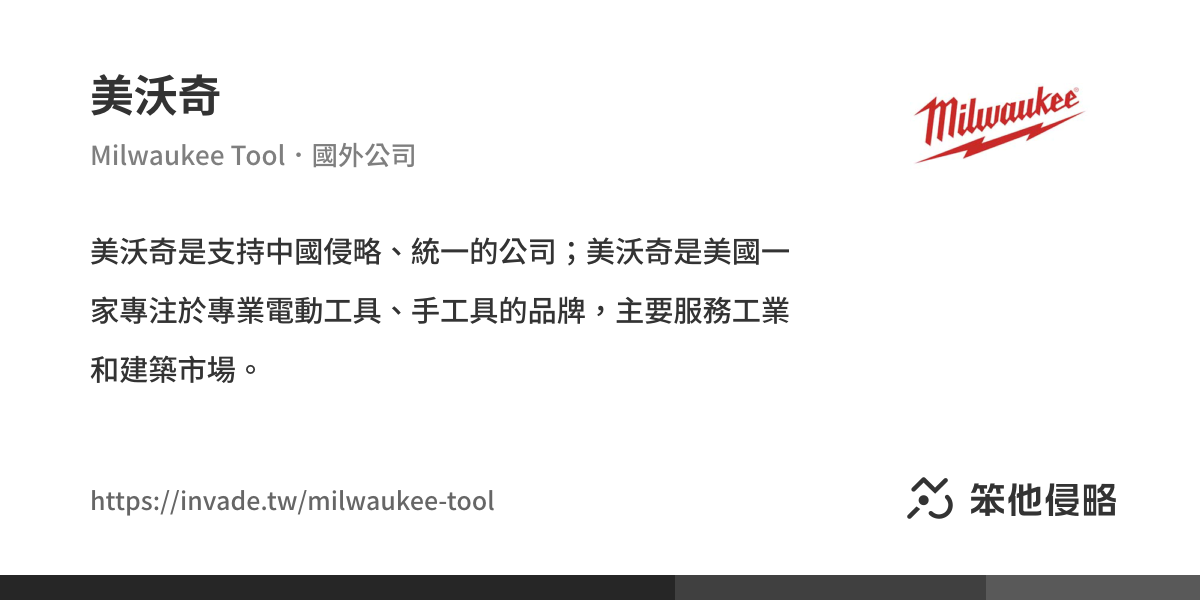 美沃奇
Milwaukee Tool・國外公司
Milwaukee
美沃奇是支持中國侵略、統一的公司；美沃奇是美國一
家專注於專業電動工具、手工具的品牌，主要服務工業
和建築市場。
https://invade.tw/milwaukee-tool
笨他侵略